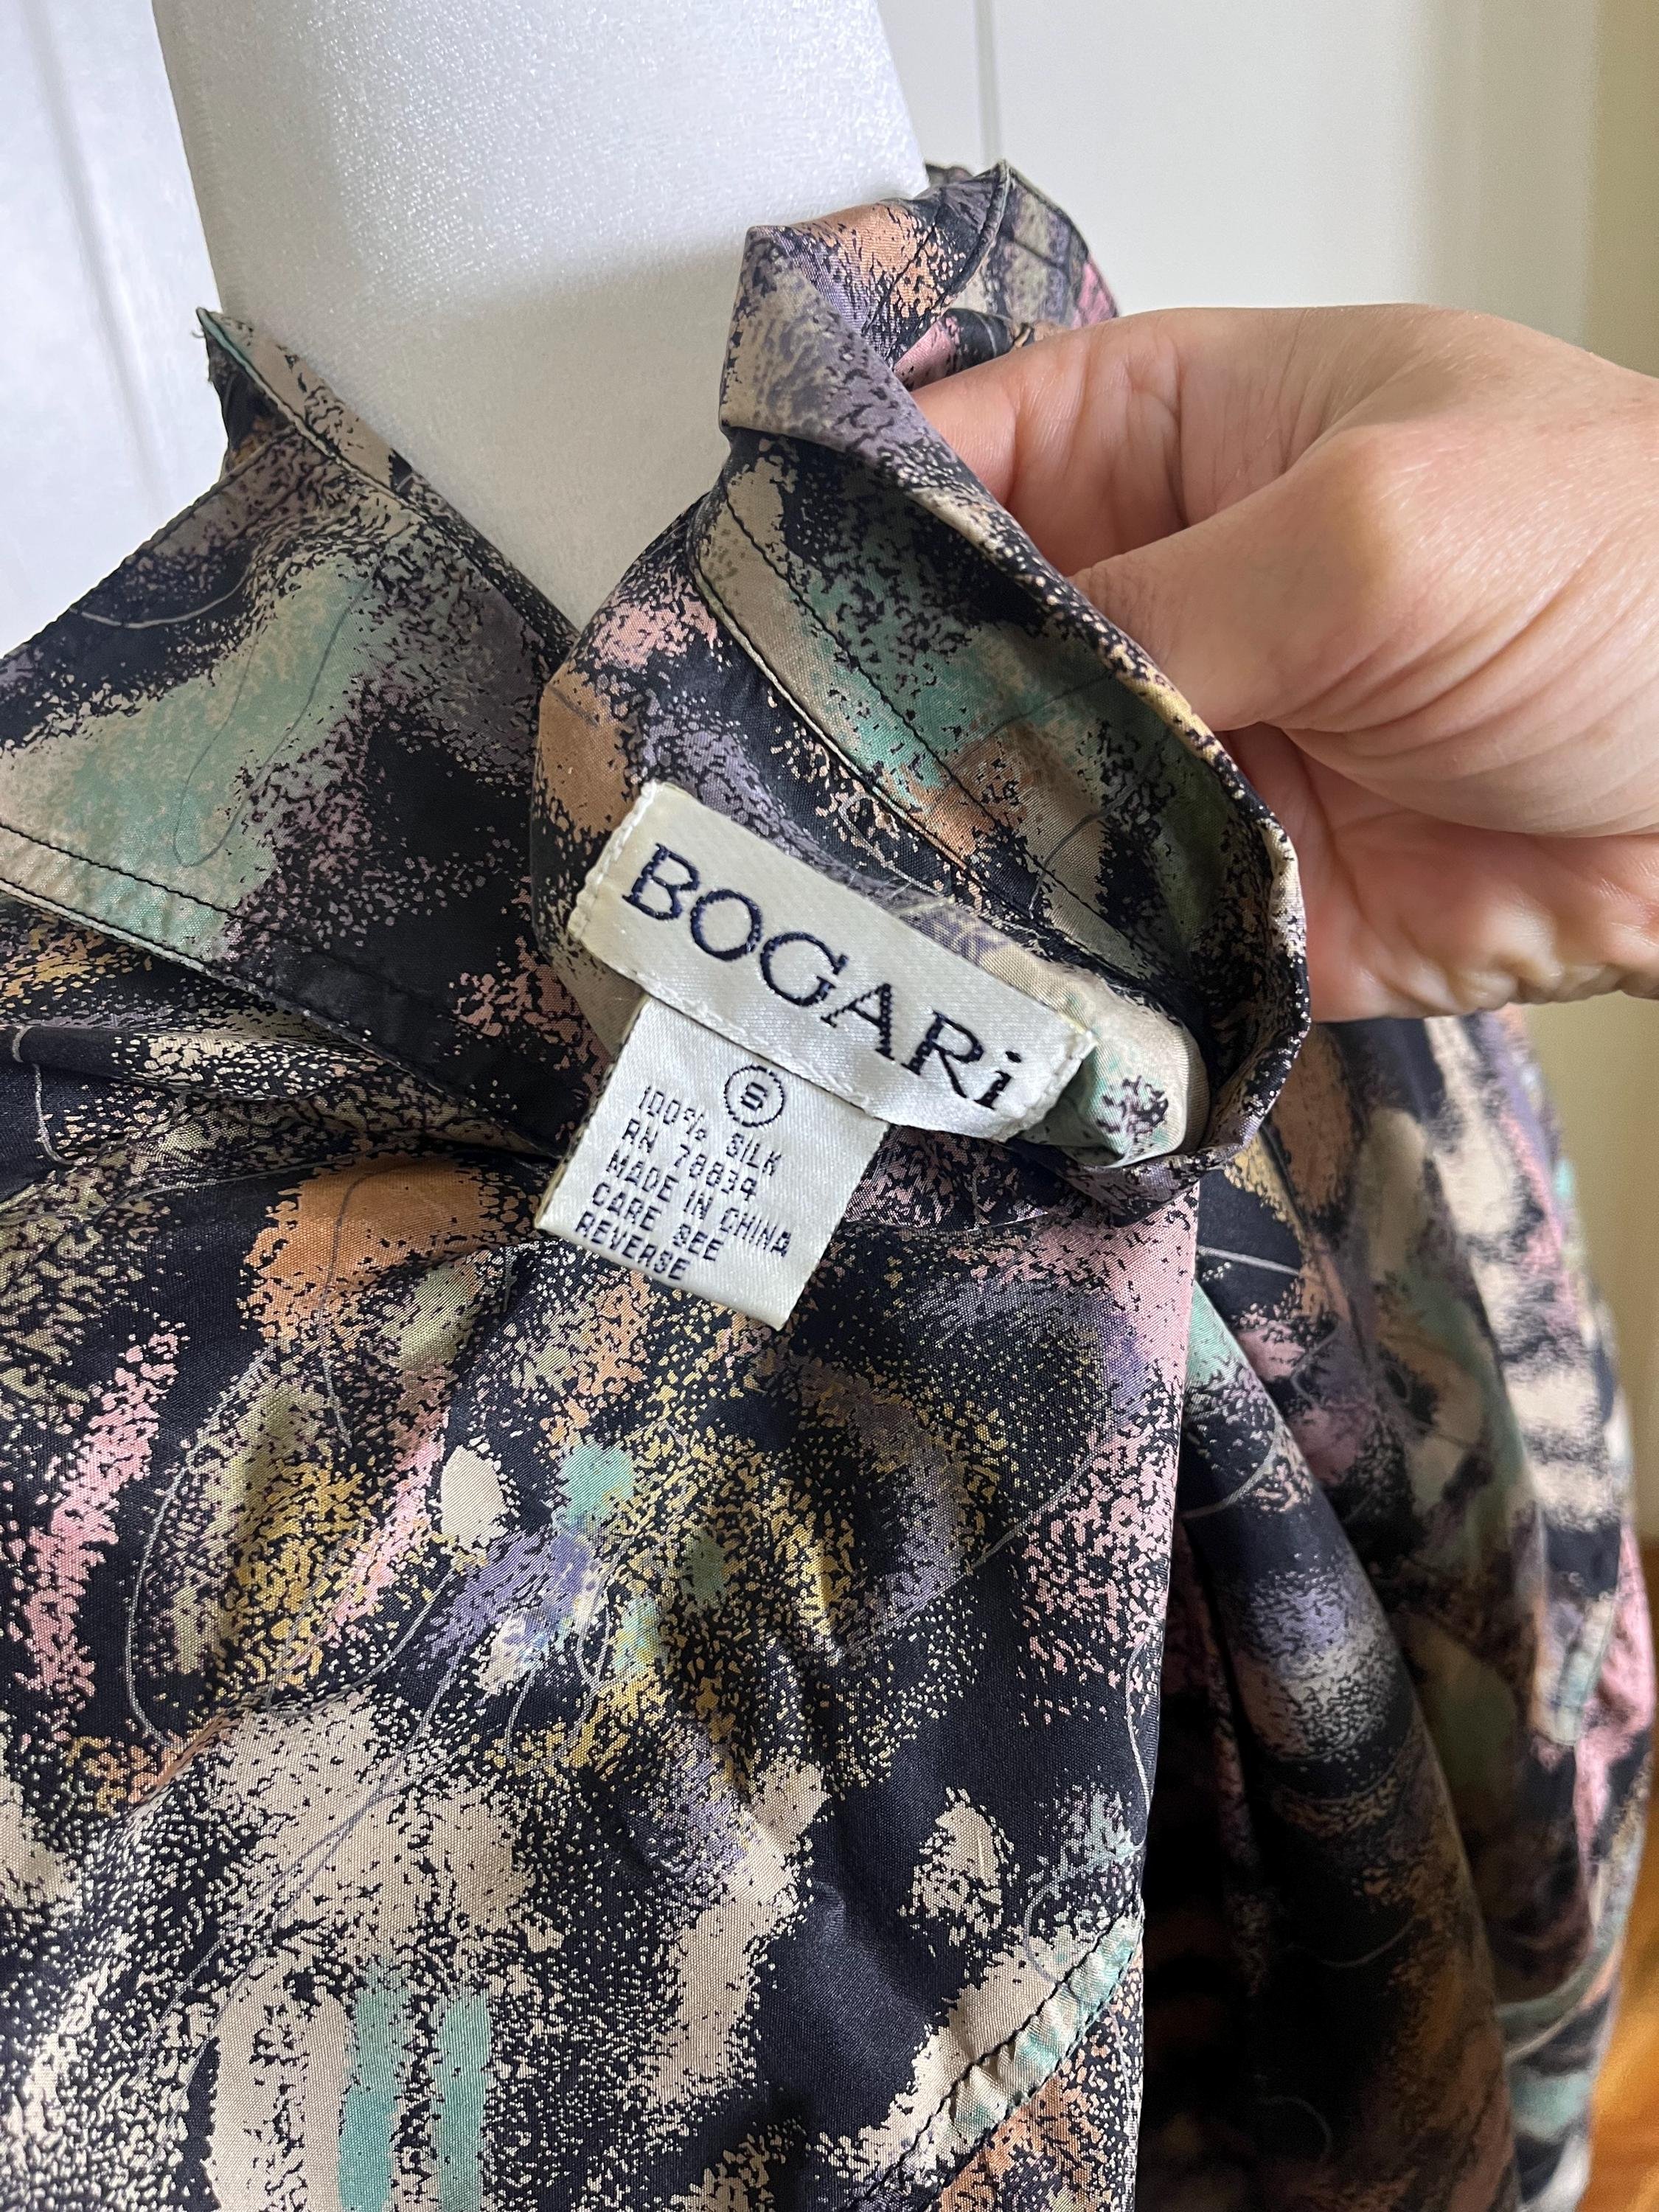 BOGARi
S
100% SILK
RN 78834
MADE IN CHINA
CARE SEE
REVERSE